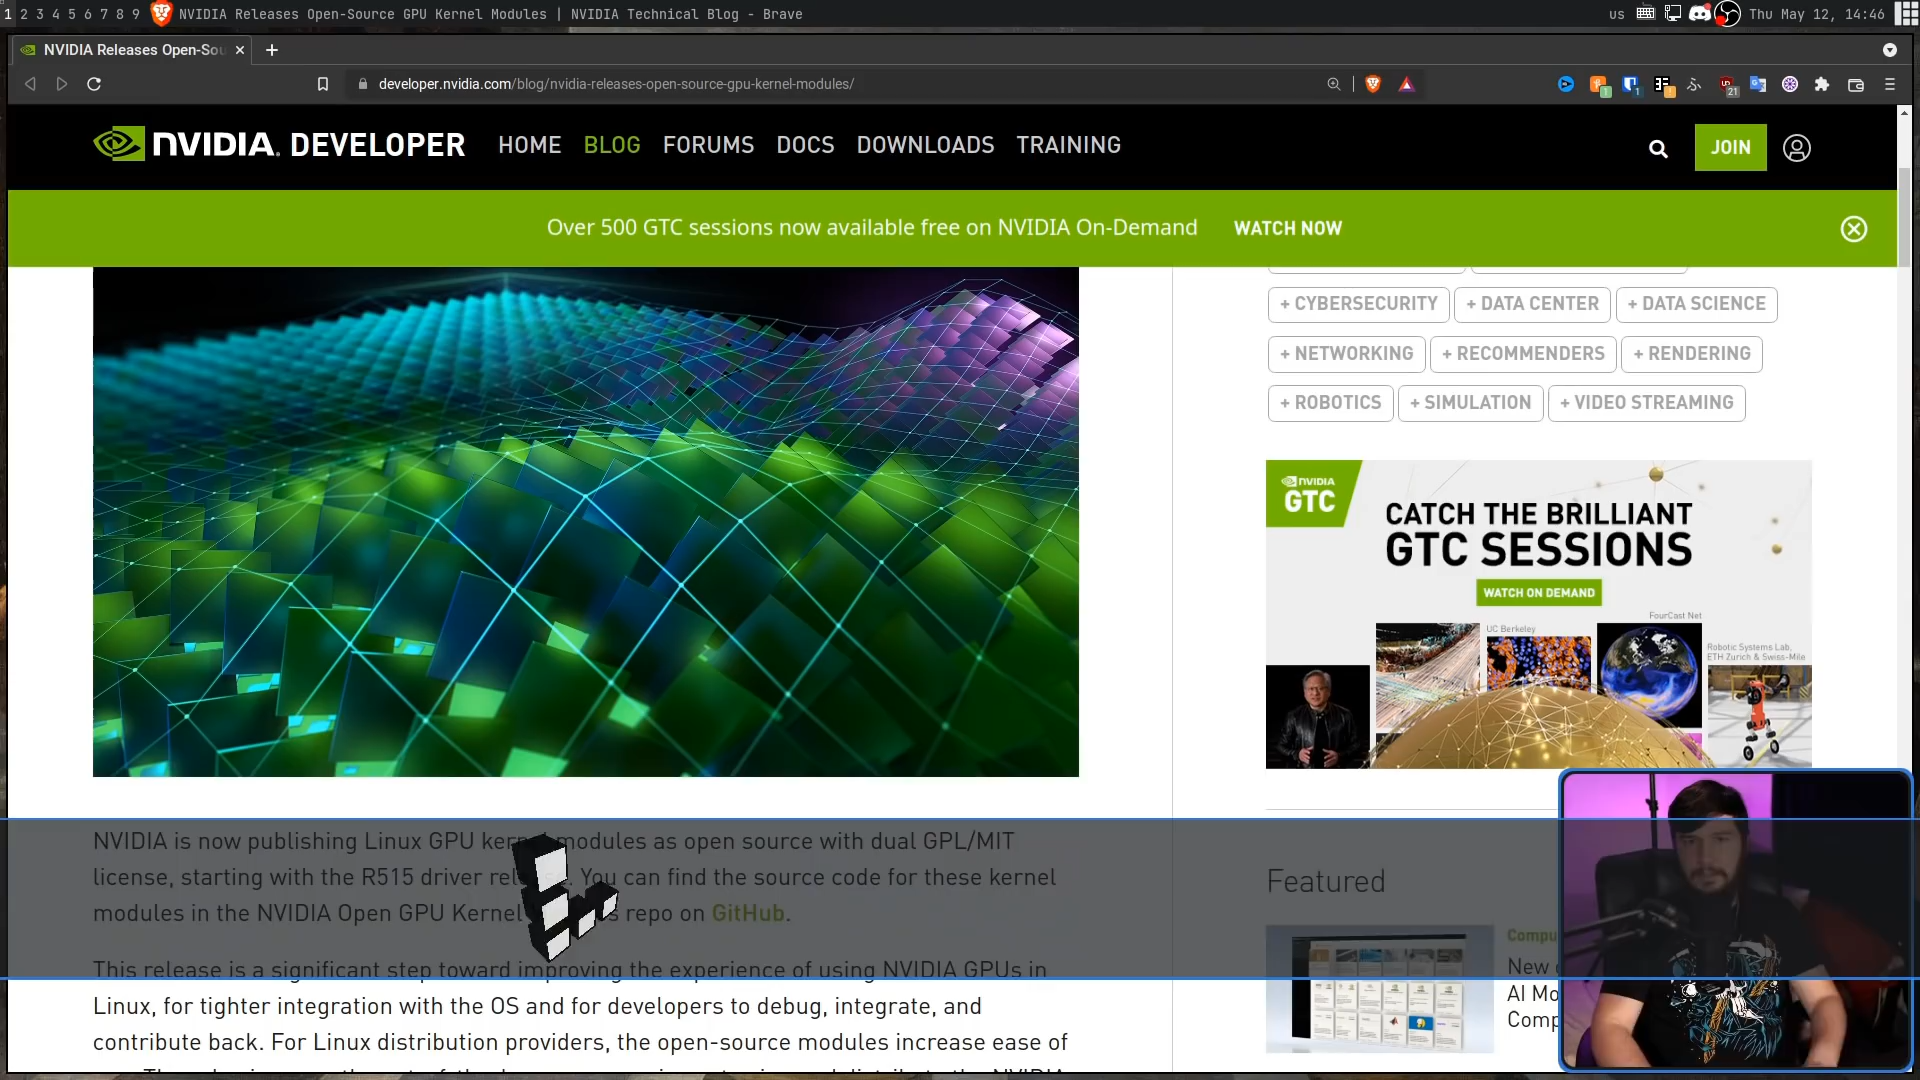 1 2 3 4 5 6 7 8 9 NVIDIA Releases Open-Source GPU Kernel Modules | NVIDIA Technical Blog - Brave
us Thu May 12, 14:46
NVIDIA Releases Open-Sou
developer.nvidia.com/blog/nvidia-releases-open-source-gpu-kernel-modules/
1
1
21
NVIDIA. DEVELOPER HOME BLOG FORUMS DOCS DOWNLOADS TRAINING
JOIN
Over 500 GTC sessions now available free on NVIDIA On-Demand WATCH NOW
+ CYBERSECURITY + DATA CENTER + DATA SCIENCE
+ NETWORKING + RECOMMENDERS + RENDERING
+ ROBOTICS + SIMULATION + VIDEO STREAMING
NVIDIA
GTC
CATCH THE BRILLIANT
GTC SESSIONS
WATCH ON DEMAND
FourCast Net
UC Berkeley
Robotic Systems Lab,
ETH Zurich & Swiss-Mile
NVIDIA is now publishing Linux GPU kernel modules as open source with dual GPL/MIT
license, starting with the R515 driver release. You can find the source code for these kernel
modules in the NVIDIA Open GPU Kernel repo on GitHub.
This release is a significant step toward improving the experience of using NVIDIA GPUs in
Linux, for tighter integration with the OS and for developers to debug, integrate, and
contribute back. For Linux distribution providers, the open-source modules increase ease of
Featured
Compu
New
AI Mo
Comp